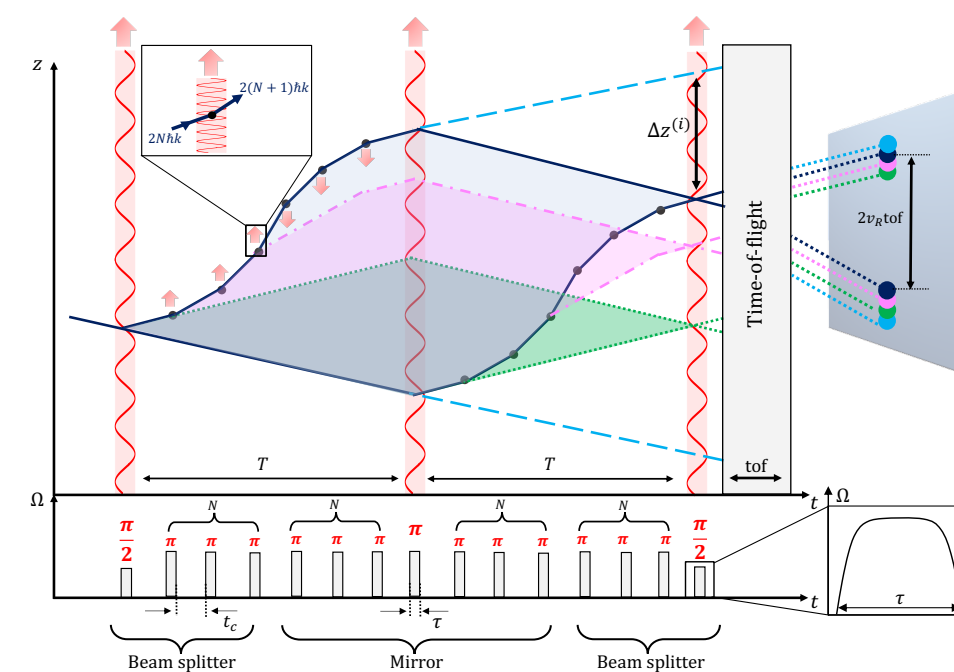 z
2(N + 1)ℏk
2Nℏk
Δz⁽ⁱ⁾
Time-of-flight
2v_R tof
T
T
tof
t
Ω
N
N
N
N
π/2
π
π
π
π
π
π
π
π
π
π
π
π
π
π/2
t_c
τ
t
Ω
τ
Beam splitter
Mirror
Beam splitter